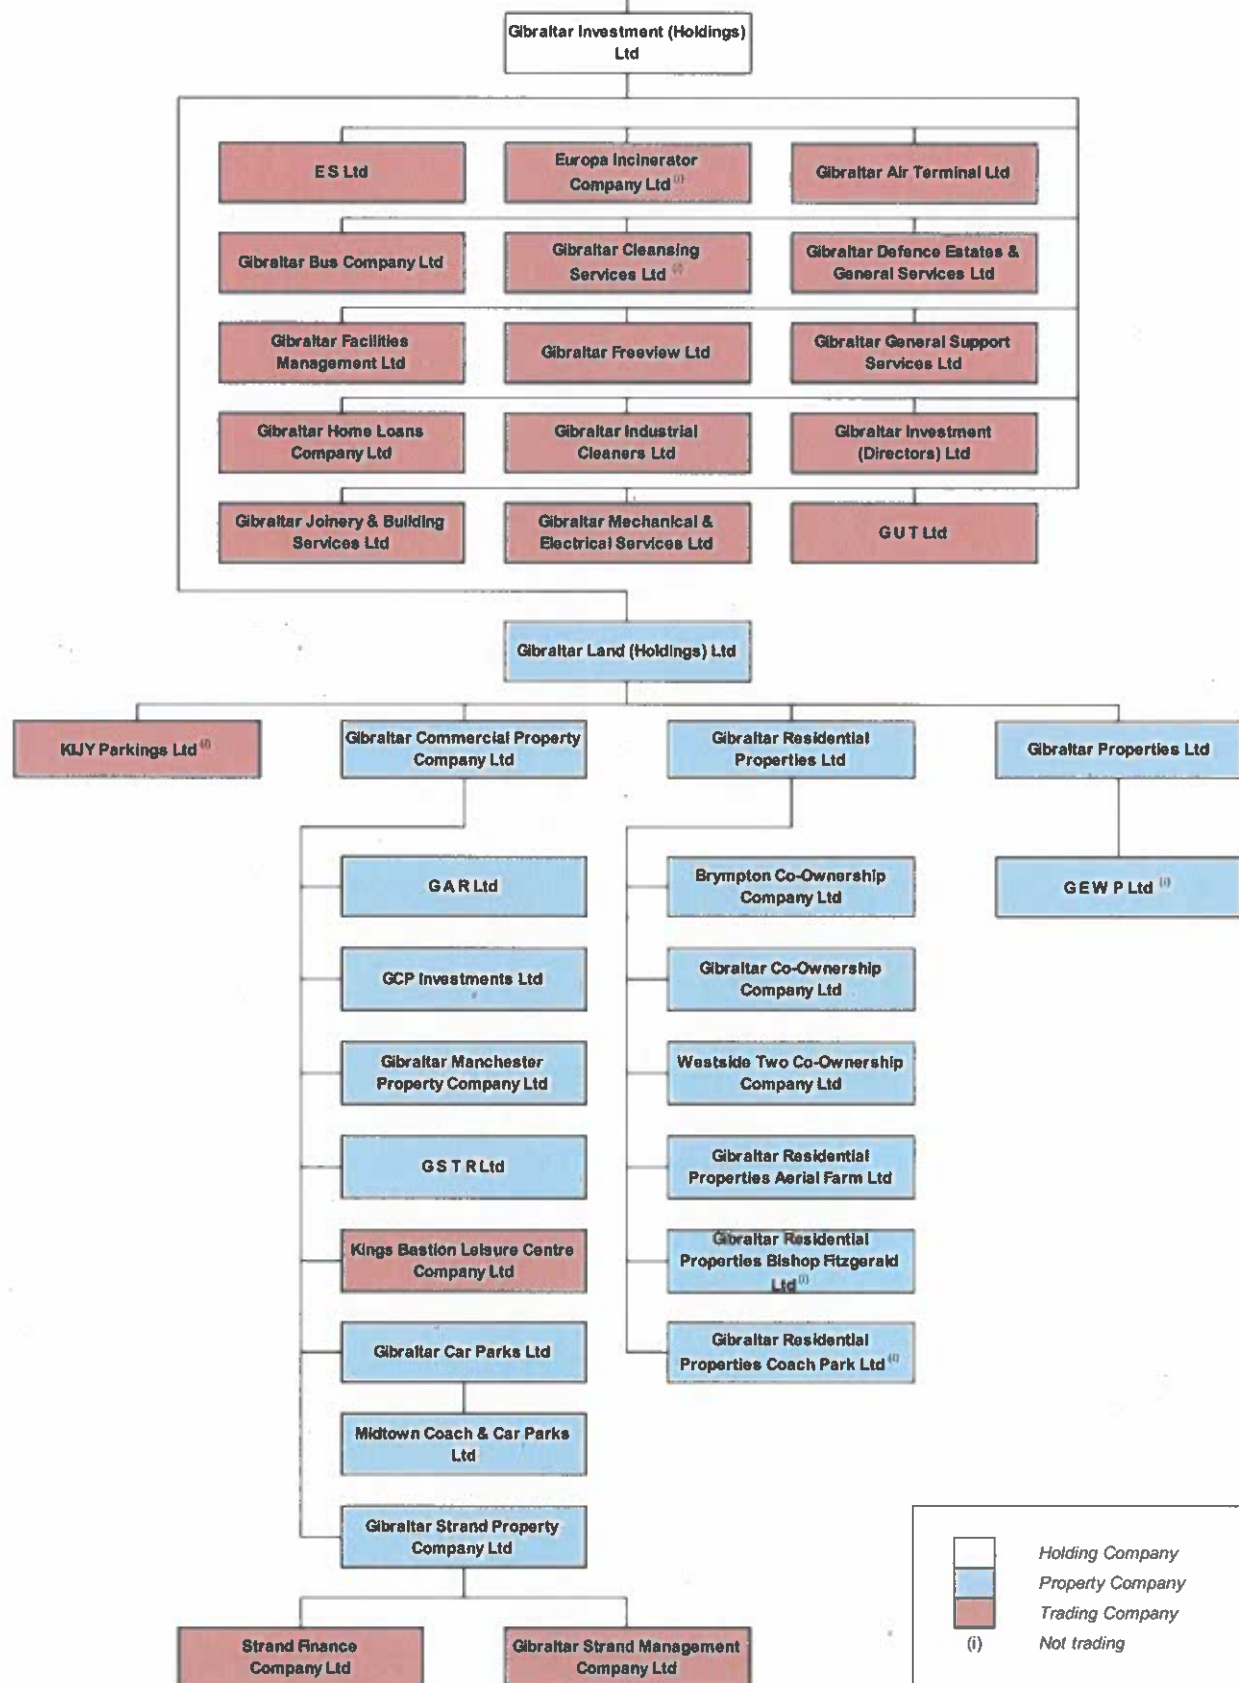 Gibraltar Investment (Holdings)
Ltd
E S Ltd
Europa Incinerator
Company Ltd (i)
Gibraltar Air Terminal Ltd
Gibraltar Bus Company Ltd
Gibraltar Cleansing
Services Ltd (i)
Gibraltar Defence Estates &
General Services Ltd
Gibraltar Facilities
Management Ltd
Gibraltar Freeview Ltd
Gibraltar General Support
Services Ltd
Gibraltar Home Loans
Company Ltd
Gibraltar Industrial
Cleaners Ltd
Gibraltar Investment
(Directors) Ltd
Gibraltar Joinery & Building
Services Ltd
Gibraltar Mechanical &
Electrical Services Ltd
G U T Ltd
Gibraltar Land (Holdings) Ltd
KIJY Parkings Ltd (i)
Gibraltar Commercial Property
Company Ltd
Gibraltar Residential
Properties Ltd
Gibraltar Properties Ltd
G A R Ltd
Brympton Co-Ownership
Company Ltd
G E W P Ltd (i)
GCP Investments Ltd
Gibraltar Co-Ownership
Company Ltd
Gibraltar Manchester
Property Company Ltd
Westside Two Co-Ownership
Company Ltd
G S T R Ltd
Gibraltar Residential
Properties Aerial Farm Ltd
Kings Bastion Leisure Centre
Company Ltd
Gibraltar Residential
Properties Bishop Fitzgerald
Ltd (i)
Gibraltar Car Parks Ltd
Gibraltar Residential
Properties Coach Park Ltd (i)
Midtown Coach & Car Parks
Ltd
Gibraltar Strand Property
Company Ltd
Strand Finance
Company Ltd
Gibraltar Strand Management
Company Ltd
Holding Company
Property Company
Trading Company
(i) Not trading